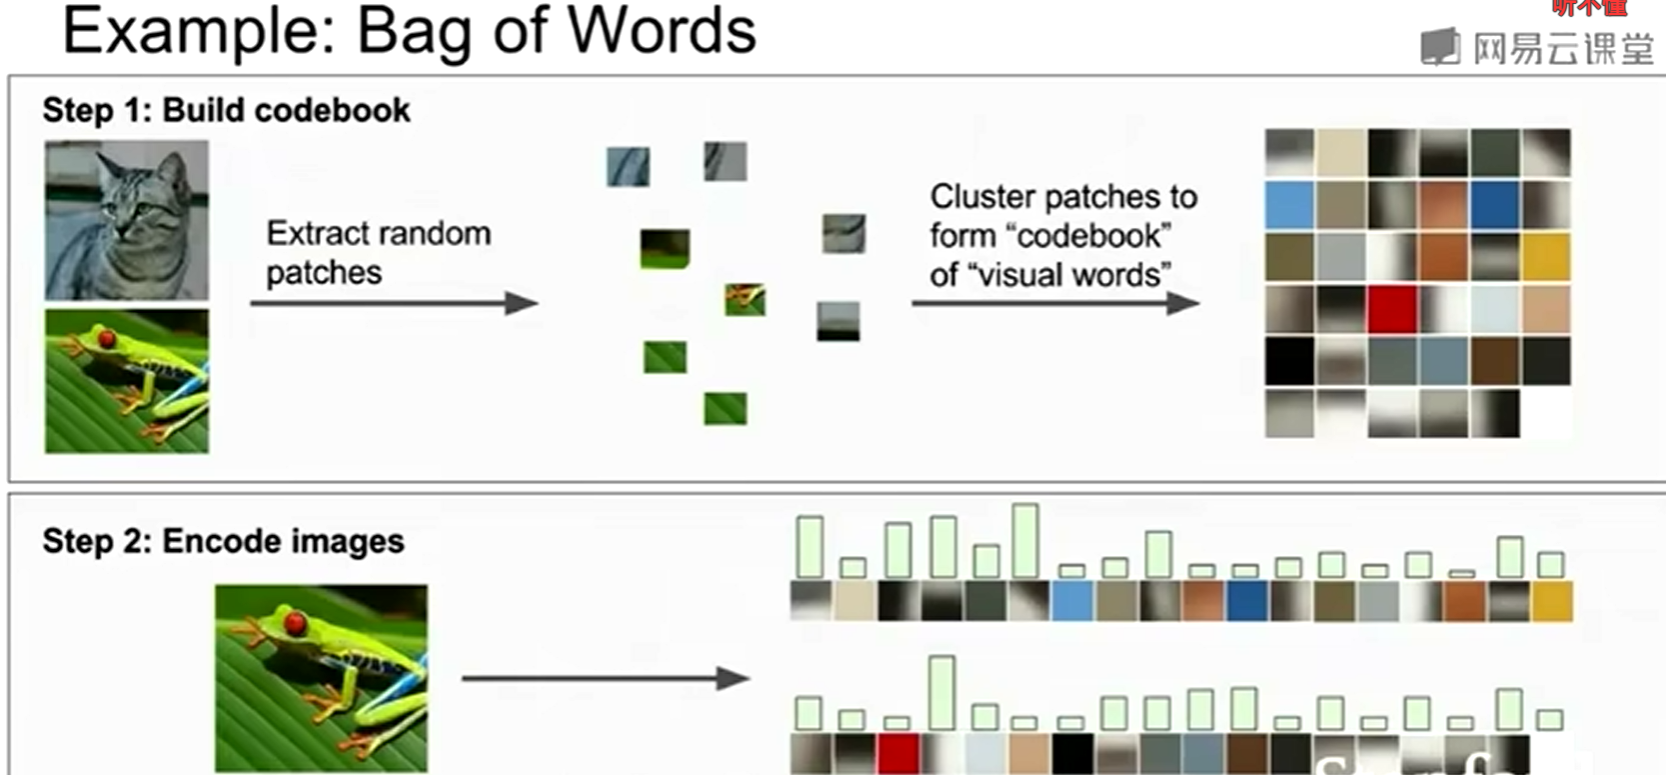 听不懂
Example: Bag of Words
网易云课堂
Step 1: Build codebook
Extract random
patches
Cluster patches to
form “codebook”
of “visual words”
Step 2: Encode images